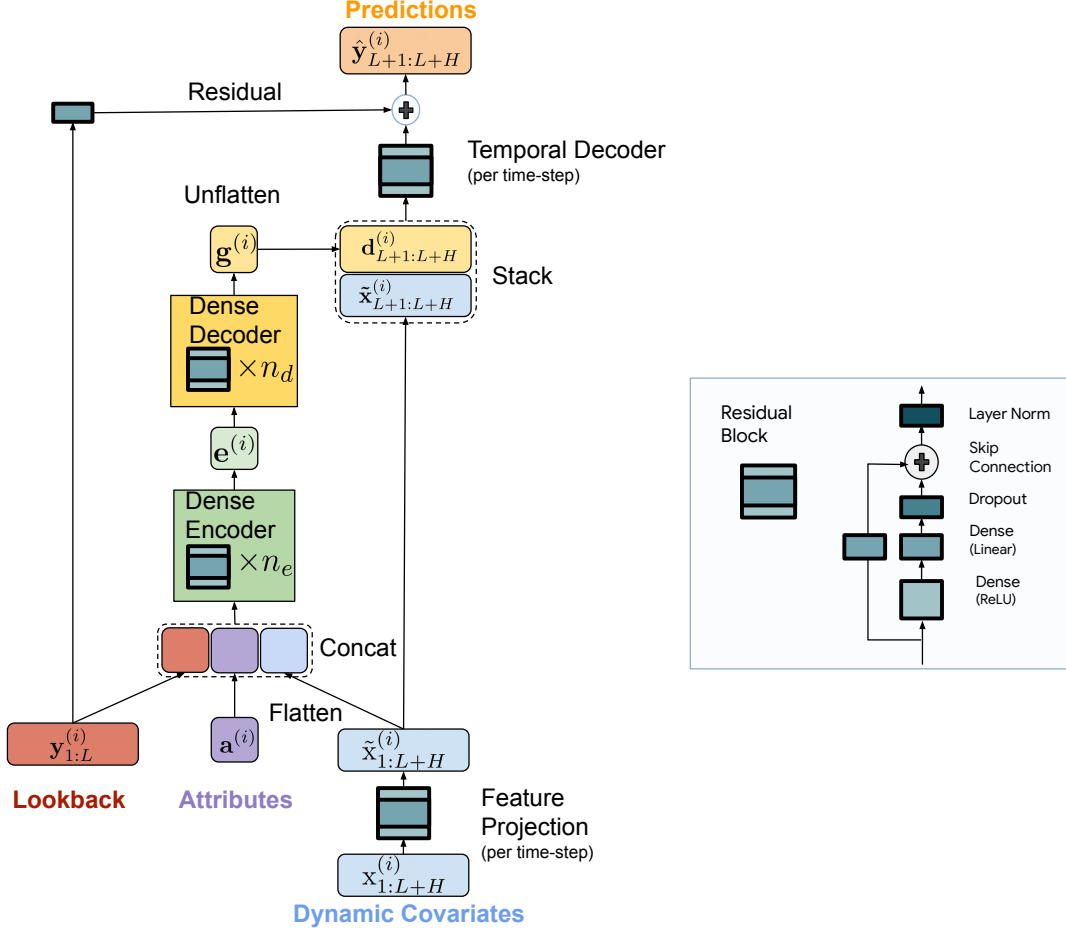 Predictions
ŷ^{(i)}_{L+1:L+H}
Residual
Temporal Decoder
(per time-step)
Unflatten
g^{(i)}
d^{(i)}_{L+1:L+H}
x̃^{(i)}_{L+1:L+H}
Stack
Dense
Decoder
×n_d
e^{(i)}
Dense
Encoder
×n_e
Concat
Flatten
y^{(i)}_{1:L}
a^{(i)}
x̃^{(i)}_{1:L+H}
Lookback
Attributes
Feature
Projection
(per time-step)
x^{(i)}_{1:L+H}
Dynamic Covariates
Residual
Block
Layer Norm
Skip
Connection
Dropout
Dense
(Linear)
Dense
(ReLU)